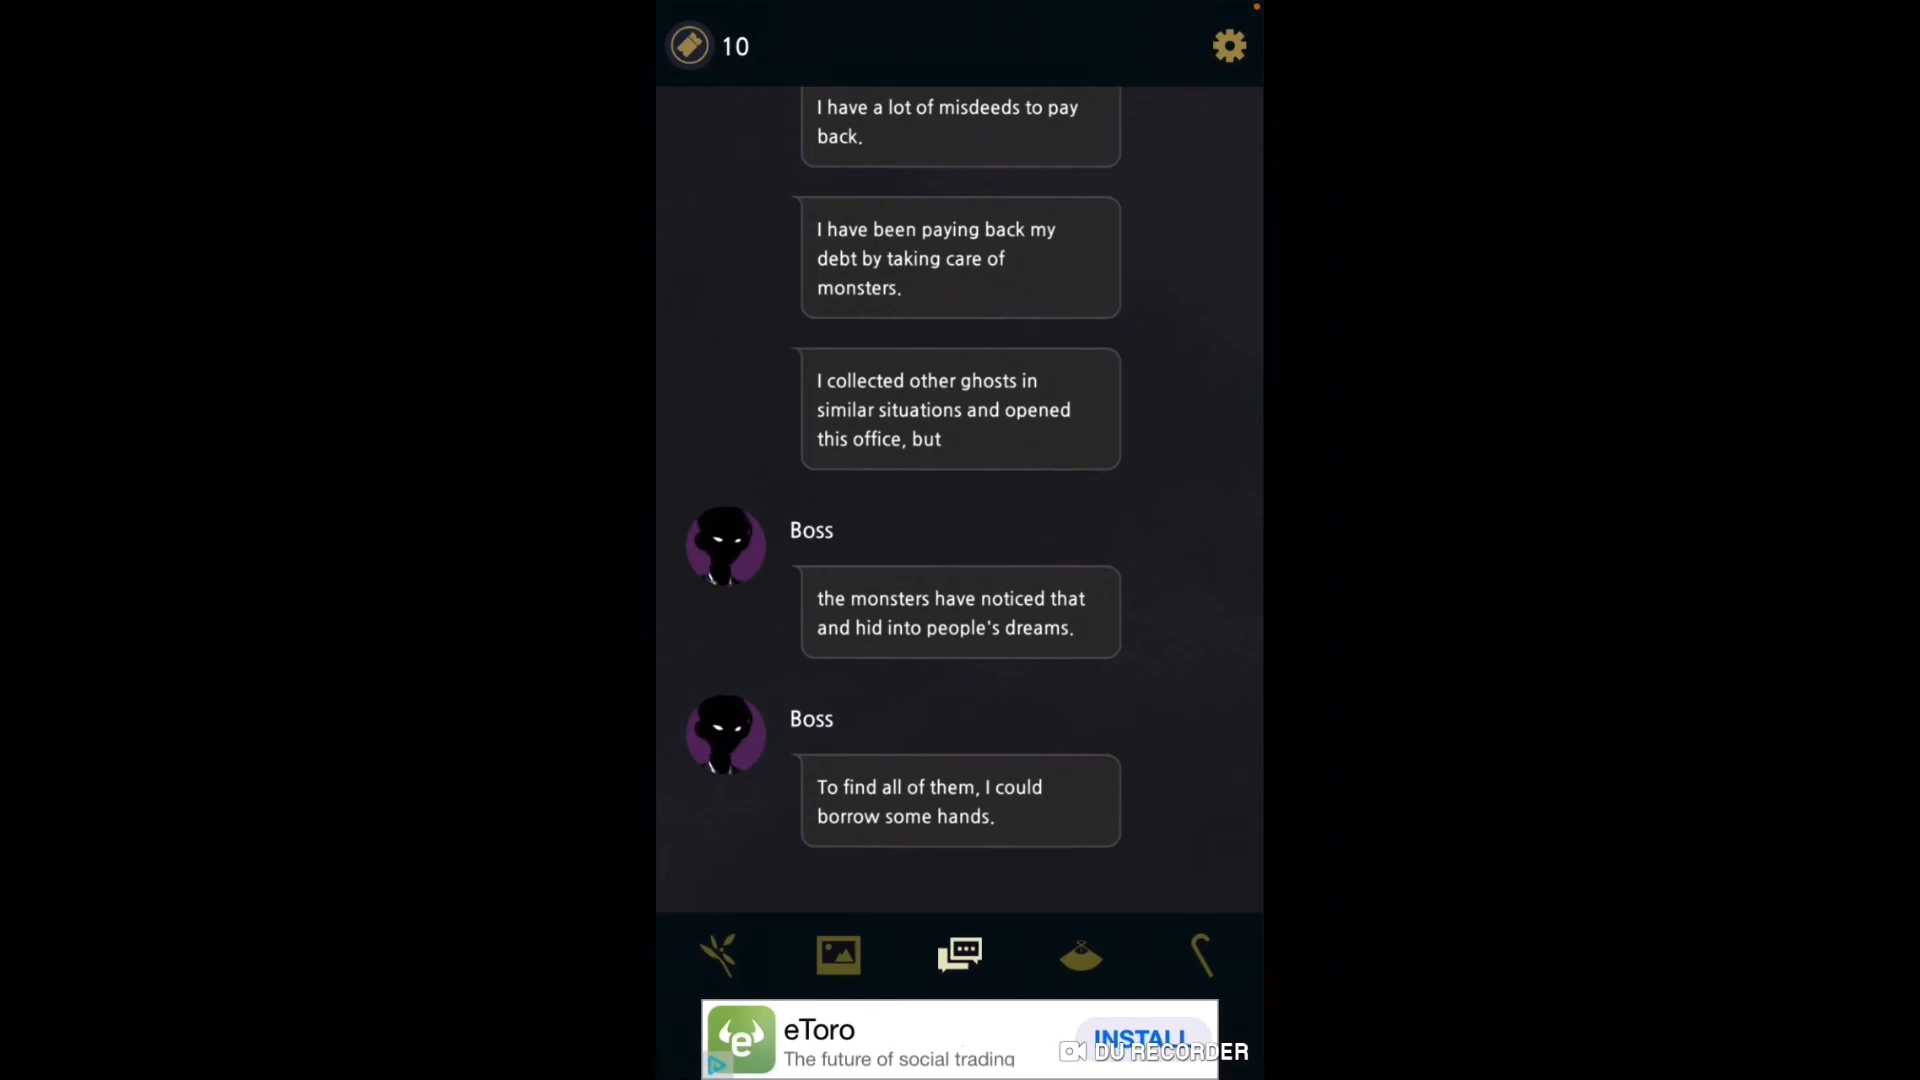 10
I have a lot of misdeeds to pay
back.
I have been paying back my
debt by taking care of
monsters.
I collected other ghosts in
similar situations and opened
this office, but
Boss
the monsters have noticed that
and hid into people's dreams.
Boss
To find all of them, I could
borrow some hands.
eToro
The future of social trading
INSTALL
DU RECORDER